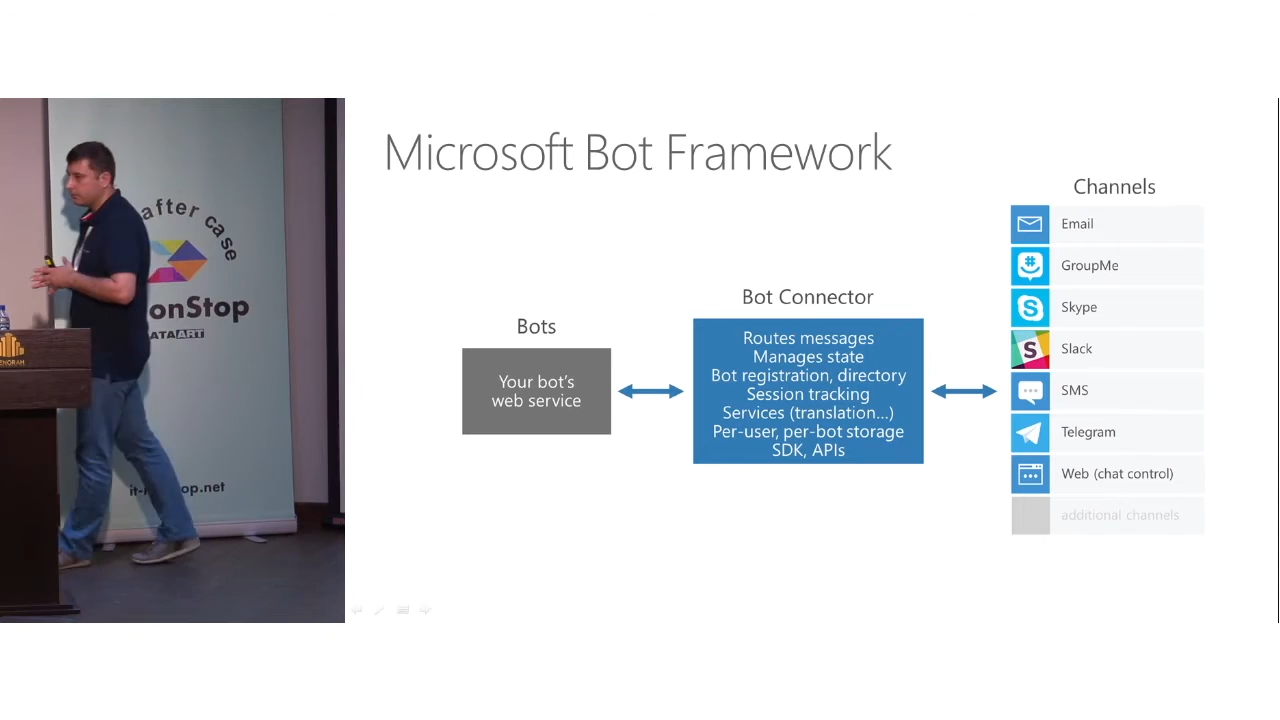 after case
onStop
DATAART
MENORAH
it-n
op.net
Microsoft Bot Framework
Bots
Your bot's
web service
Bot Connector
Routes messages
Manages state
Bot registration, directory
Session tracking
Services (translation...)
Per-user, per-bot storage
SDK, APIs
Channels
Email
GroupMe
Skype
Slack
SMS
Telegram
Web (chat control)
additional channels